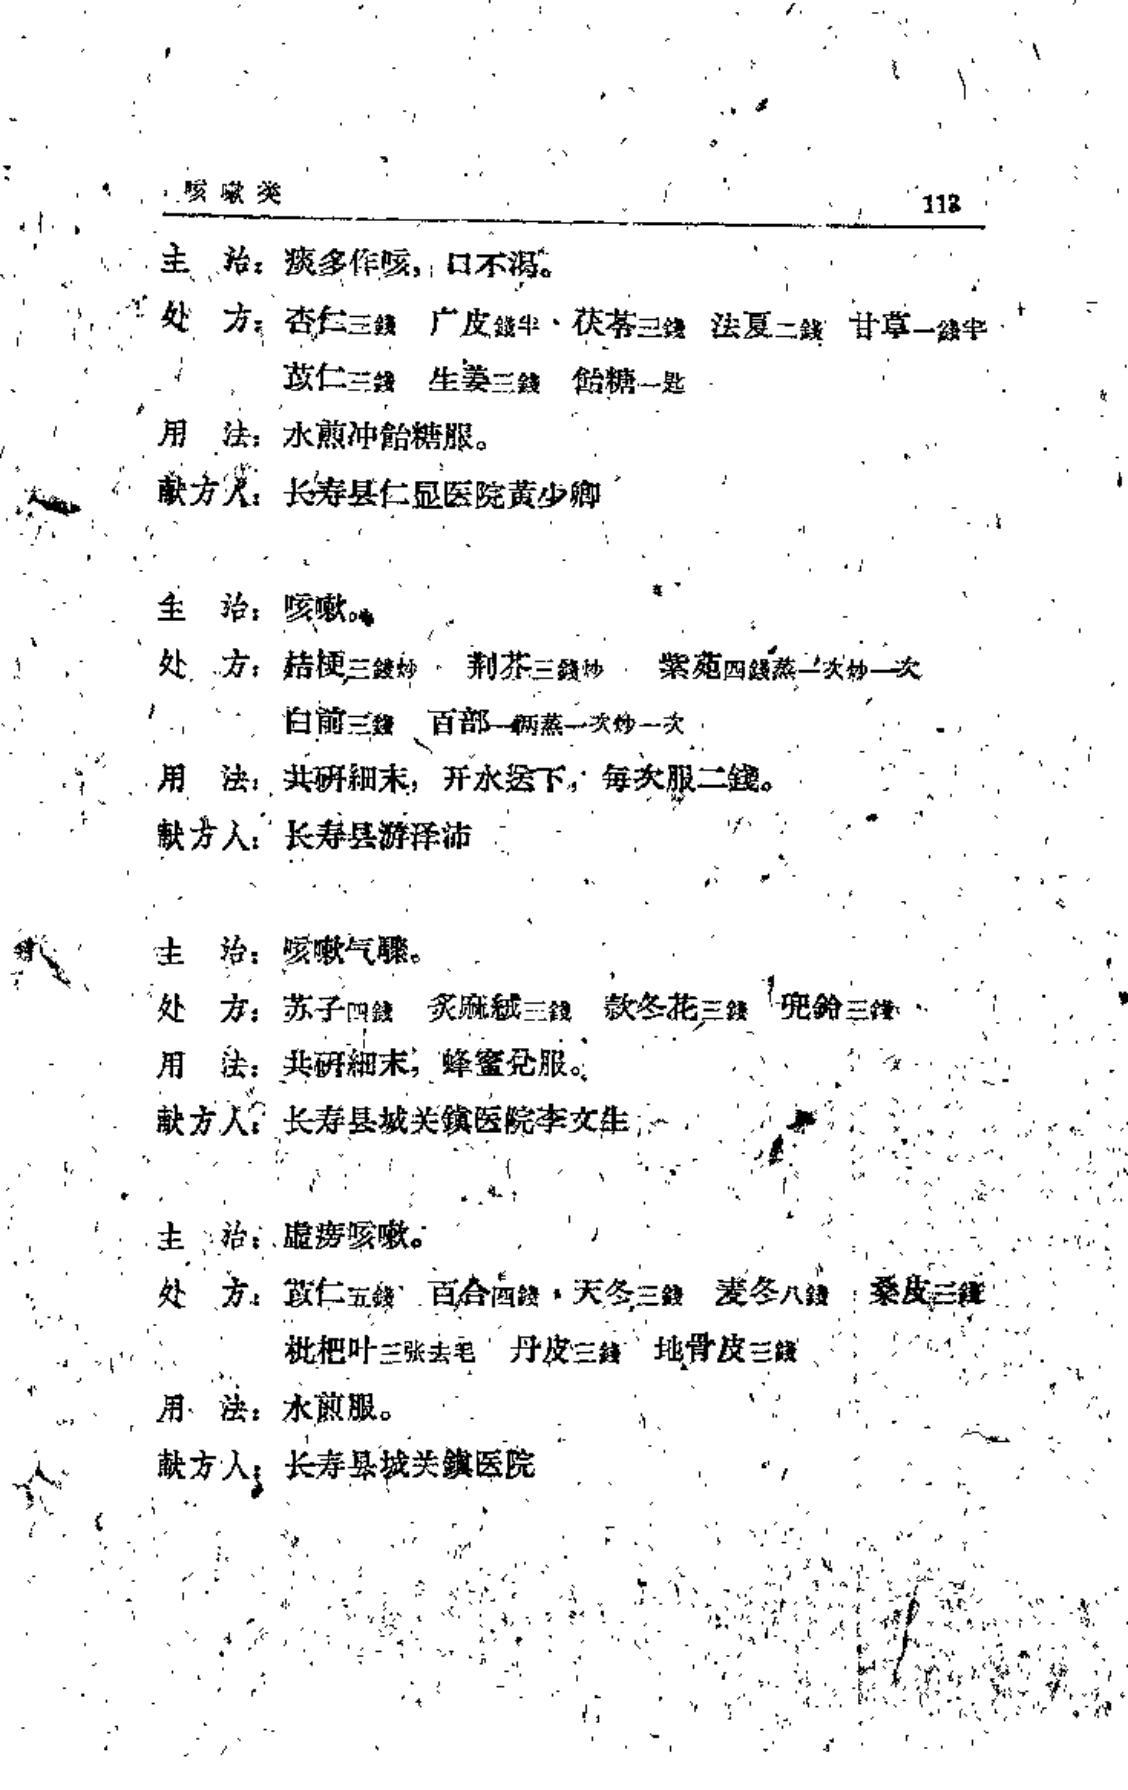 咳嗽类 113
主　治：痰多作咳，口不渴。
处　方：杏仁三錢　广皮錢半、茯苓三錢　法夏二錢　甘草一錢半
苡仁三錢　生姜三錢　飴糖一匙
用　法：水煎冲飴糖服。
献方人：长寿县仁显医院黄少卿
主　治：咳嗽。
处　方：桔梗三錢炒　荆芥三錢炒　紫菀四錢蒸一次炒一次
白前三錢　百部一两蒸一次炒一次
用　法：共研細末，开水送下，每次服二錢。
献方人：长寿县游泽沛
主　治：咳嗽气驟。
处　方：苏子四錢　炙麻絨三錢　款冬花三錢　兜鈴三錢
用　法：共研細末，蜂蜜兑服。
献方人：长寿县城关鎮医院李文生
主　治：虚痨咳嗽。
处　方：苡仁五錢　百合四錢，天冬三錢　麦冬八錢　桑皮三錢
枇杷叶三张去毛　丹皮三錢　地骨皮三錢
用　法：水煎服。
献方人：长寿县城关鎮医院